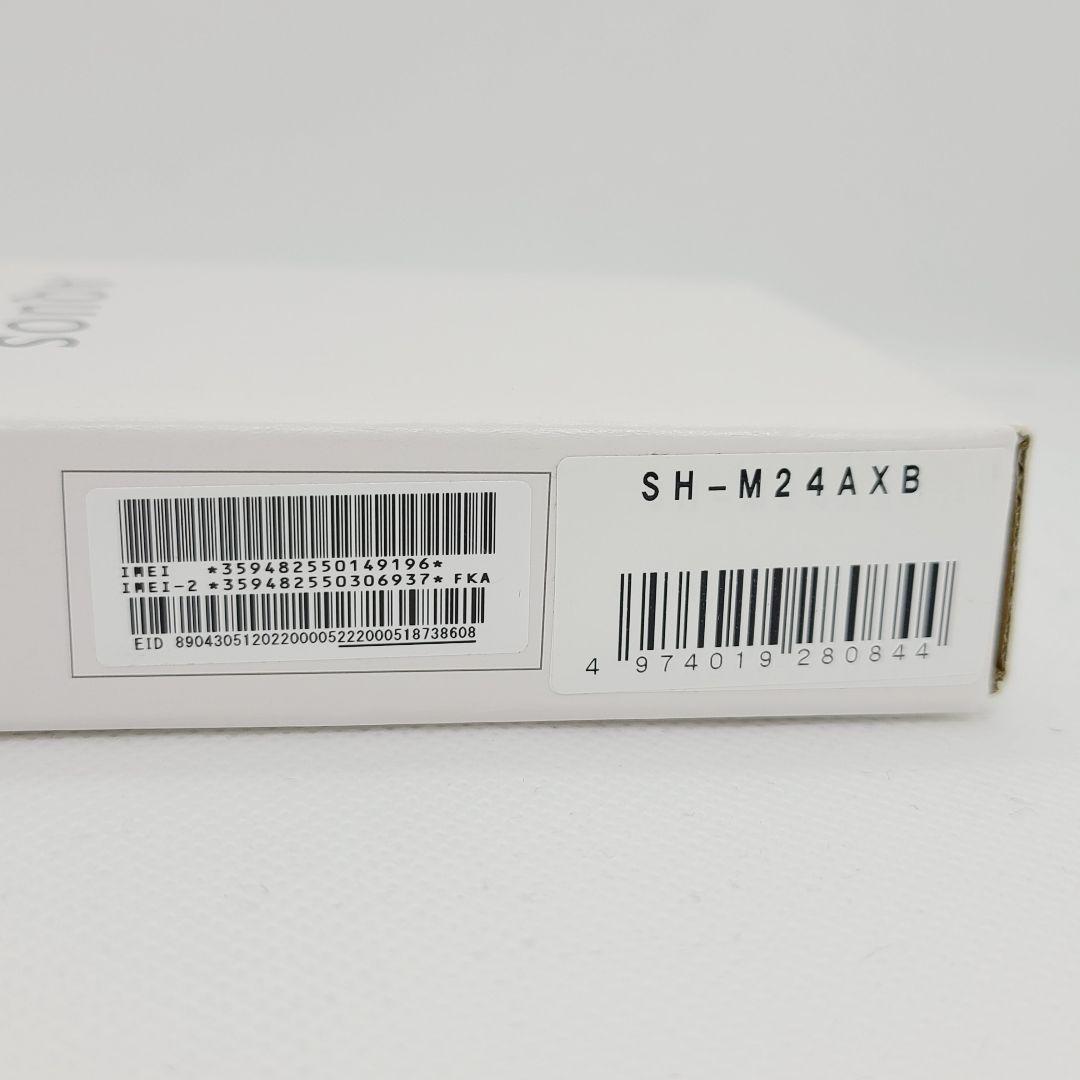 IMEI *359482550149196*
IMEI-2 *359482550306937* FKA
EID 89043051202200005222000518738608
SH-M24AXB
4 974019 280844